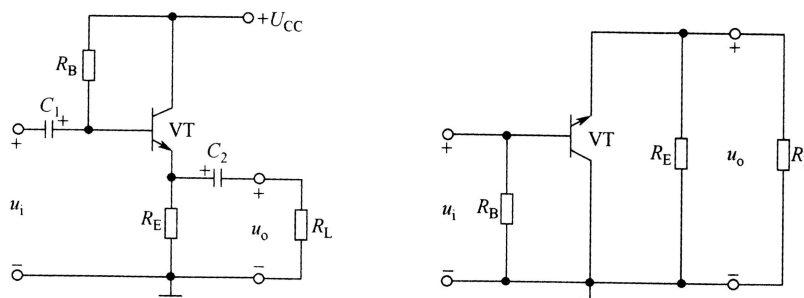 +U_CC
R_B
C_1
+
VT
+
C_2
+
+
u_i
R_E
u_o
R_L
−
−
+
VT
+
R_E
u_o
R
u_i
R_B
−
−